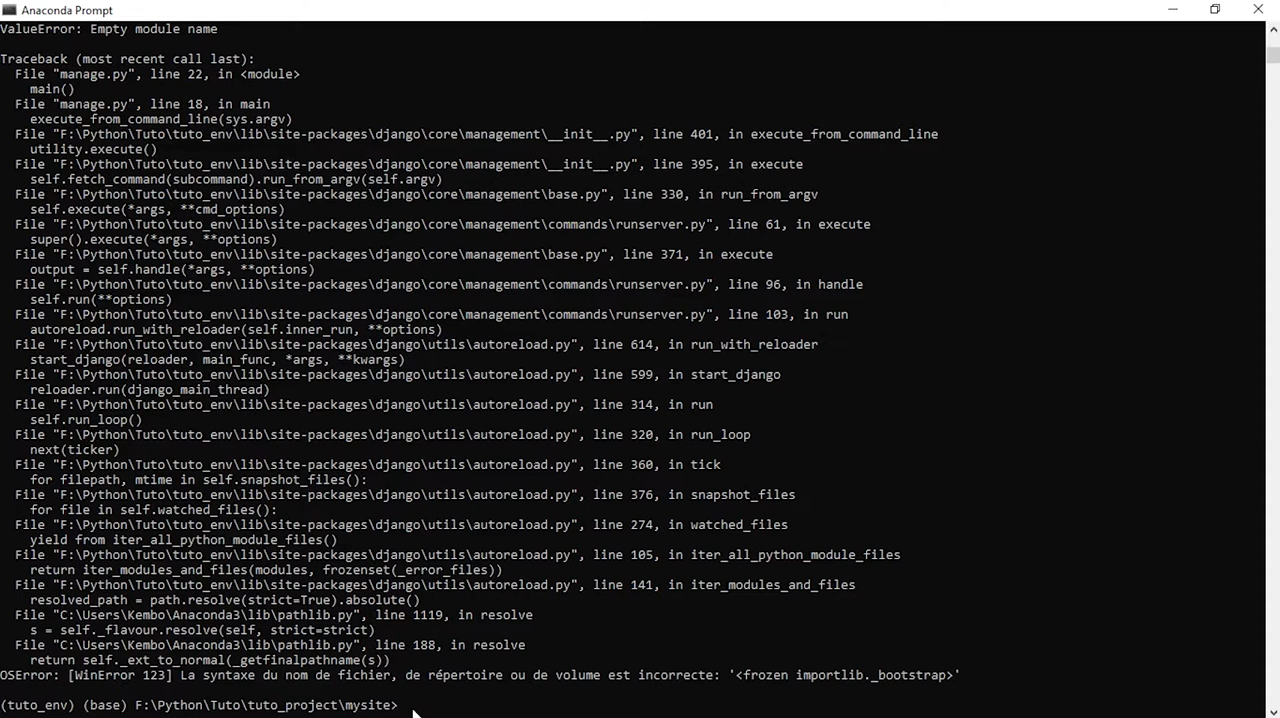 Anaconda Prompt
ValueError: Empty module name
Traceback (most recent call last):
File "manage.py", line 22, in <module>
main()
File "manage.py", line 18, in main
execute_from_command_line(sys.argv)
File "F:\Python\Tuto\tuto_env\lib\site-packages\django\core\management\__init__.py", line 401, in execute_from_command_line
utility.execute()
File "F:\Python\Tuto\tuto_env\lib\site-packages\django\core\management\__init__.py", line 395, in execute
self.fetch_command(subcommand).run_from_argv(self.argv)
File "F:\Python\Tuto\tuto_env\lib\site-packages\django\core\management\base.py", line 330, in run_from_argv
self.execute(*args, **cmd_options)
File "F:\Python\Tuto\tuto_env\lib\site-packages\django\core\management\commands\runserver.py", line 61, in execute
super().execute(*args, **options)
File "F:\Python\Tuto\tuto_env\lib\site-packages\django\core\management\base.py", line 371, in execute
output = self.handle(*args, **options)
File "F:\Python\Tuto\tuto_env\lib\site-packages\django\core\management\commands\runserver.py", line 96, in handle
self.run(**options)
File "F:\Python\Tuto\tuto_env\lib\site-packages\django\core\management\commands\runserver.py", line 103, in run
autoreload.run_with_reloader(self.inner_run, **options)
File "F:\Python\Tuto\tuto_env\lib\site-packages\django\utils\autoreload.py", line 614, in run_with_reloader
start_django(reloader, main_func, *args, **kwargs)
File "F:\Python\Tuto\tuto_env\lib\site-packages\django\utils\autoreload.py", line 599, in start_django
reloader.run(django_main_thread)
File "F:\Python\Tuto\tuto_env\lib\site-packages\django\utils\autoreload.py", line 314, in run
self.run_loop()
File "F:\Python\Tuto\tuto_env\lib\site-packages\django\utils\autoreload.py", line 320, in run_loop
next(ticker)
File "F:\Python\Tuto\tuto_env\lib\site-packages\django\utils\autoreload.py", line 360, in tick
for filepath, mtime in self.snapshot_files():
File "F:\Python\Tuto\tuto_env\lib\site-packages\django\utils\autoreload.py", line 376, in snapshot_files
for file in self.watched_files():
File "F:\Python\Tuto\tuto_env\lib\site-packages\django\utils\autoreload.py", line 274, in watched_files
yield from iter_all_python_module_files()
File "F:\Python\Tuto\tuto_env\lib\site-packages\django\utils\autoreload.py", line 105, in iter_all_python_module_files
return iter_modules_and_files(modules, frozenset(_error_files))
File "F:\Python\Tuto\tuto_env\lib\site-packages\django\utils\autoreload.py", line 141, in iter_modules_and_files
resolved_path = path.resolve(strict=True).absolute()
File "C:\Users\Kembo\Anaconda3\lib\pathlib.py", line 1119, in resolve
s = self._flavour.resolve(self, strict=strict)
File "C:\Users\Kembo\Anaconda3\lib\pathlib.py", line 188, in resolve
return self._ext_to_normal(_getfinalpathname(s))
OSError: [WinError 123] La syntaxe du nom de fichier, de répertoire ou de volume est incorrecte: '<frozen importlib._bootstrap>'
(tuto_env) (base) F:\Python\Tuto\tuto_project\mysite>